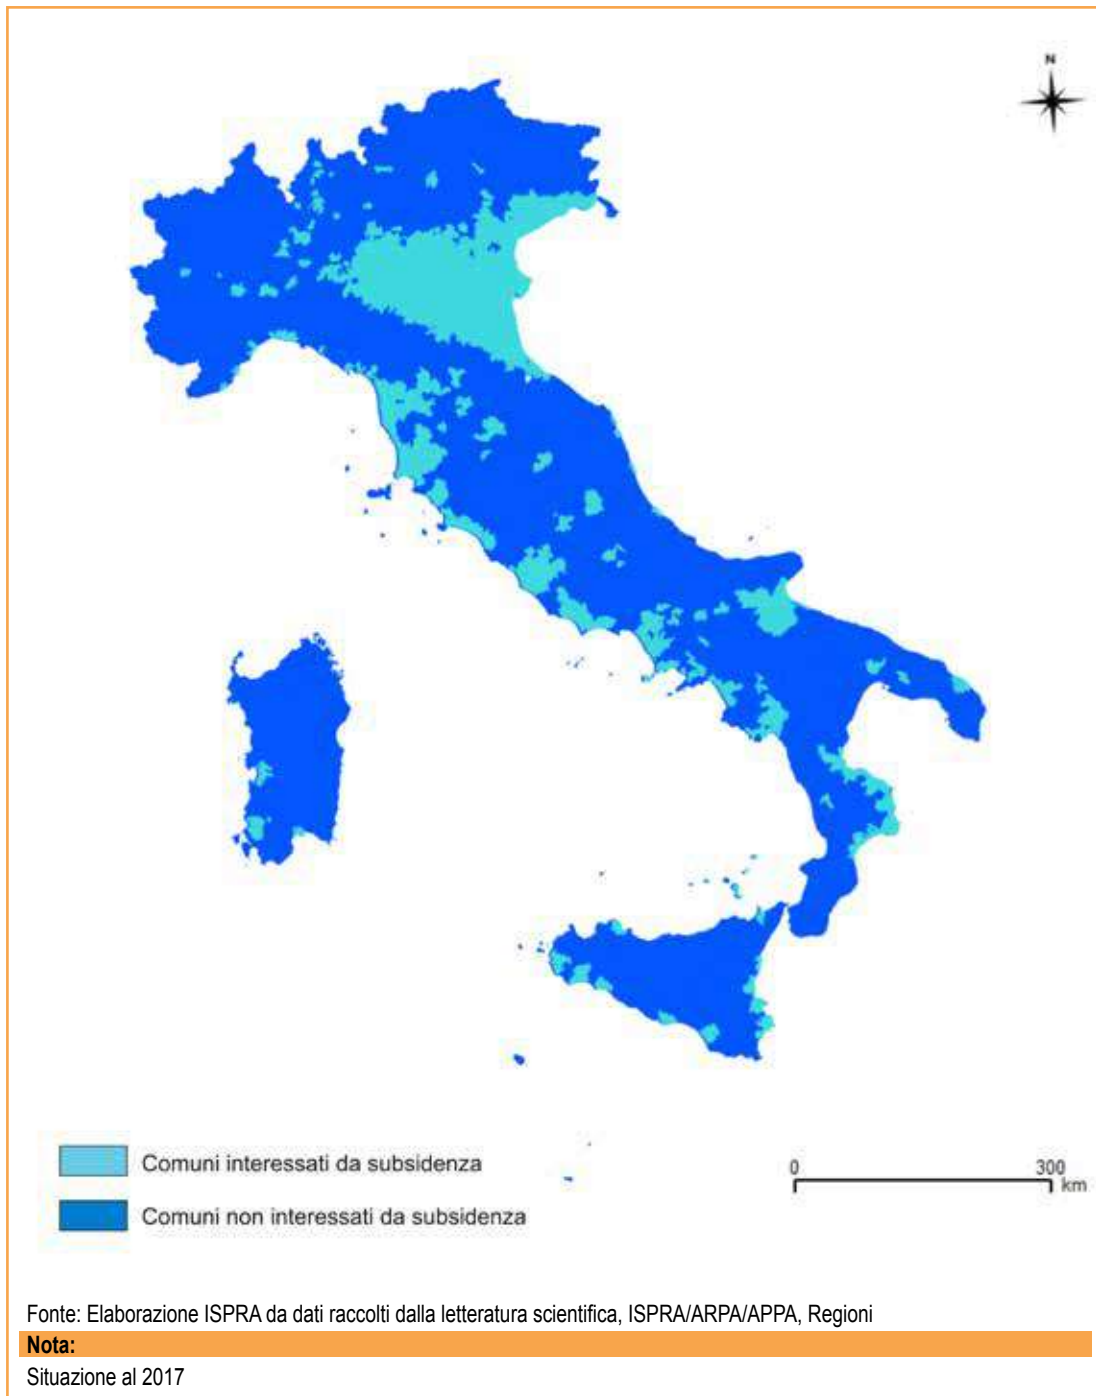 N
Comuni interessati da subsidenza
Comuni non interessati da subsidenza
0 300
km
Fonte: Elaborazione ISPRA da dati raccolti dalla letteratura scientifica, ISPRA/ARPA/APPA, Regioni
Nota:
Situazione al 2017